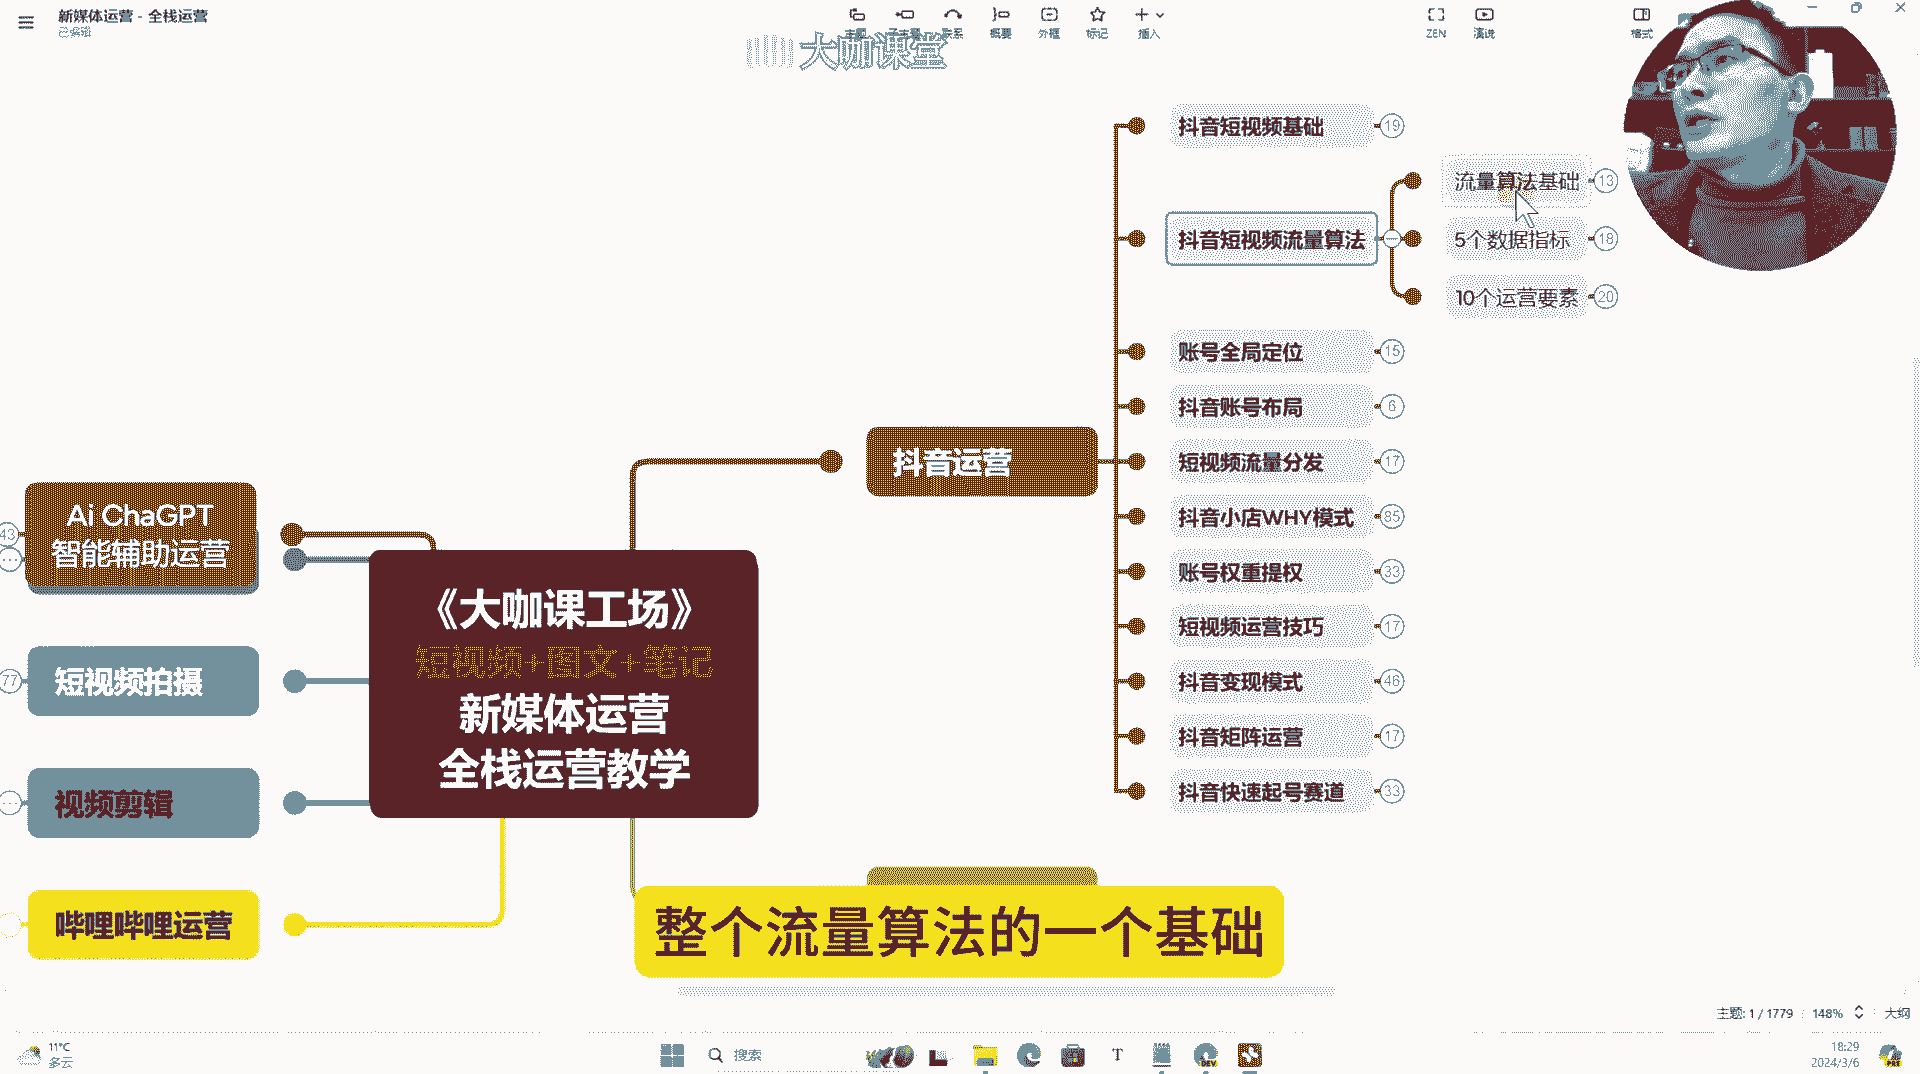 新媒体运营 - 全栈运营
已编辑
主题
子主题
联系
概要
外框
标记
插入
ZEN
演说
格式
大咖课堂
抖音短视频基础
19
流量算法基础
13
抖音短视频流量算法
5个数据指标
18
10个运营要素
20
账号全局定位
15
抖音账号布局
6
抖音运营
短视频流量分发
17
抖音小店WHY模式
85
账号权重提权
33
短视频运营技巧
17
抖音变现模式
46
抖音矩阵运营
17
抖音快速起号赛道
33
Ai ChaGPT
智能辅助运营
43
短视频拍摄
77
视频剪辑
哔哩哔哩运营
《大咖课工场》
短视频+图文+笔记
新媒体运营
全栈运营教学
整个流量算法的一个基础
主题: 1 / 1779
148%
大纲
11°C
多云
搜索
T
DEV
PRE
18:29
2024/3/6